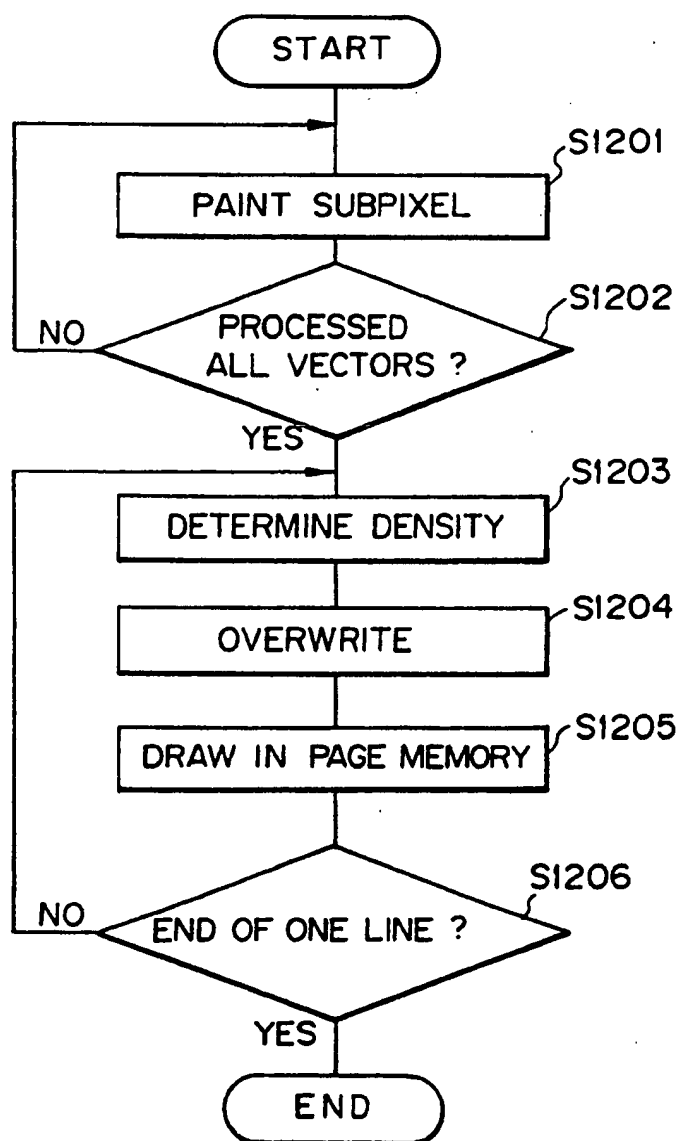 START
S1201
PAINT SUBPIXEL
S1202
PROCESSED
ALL VECTORS ?
NO
YES
S1203
DETERMINE DENSITY
S1204
OVERWRITE
S1205
DRAW IN PAGE MEMORY
S1206
END OF ONE LINE ?
NO
YES
END